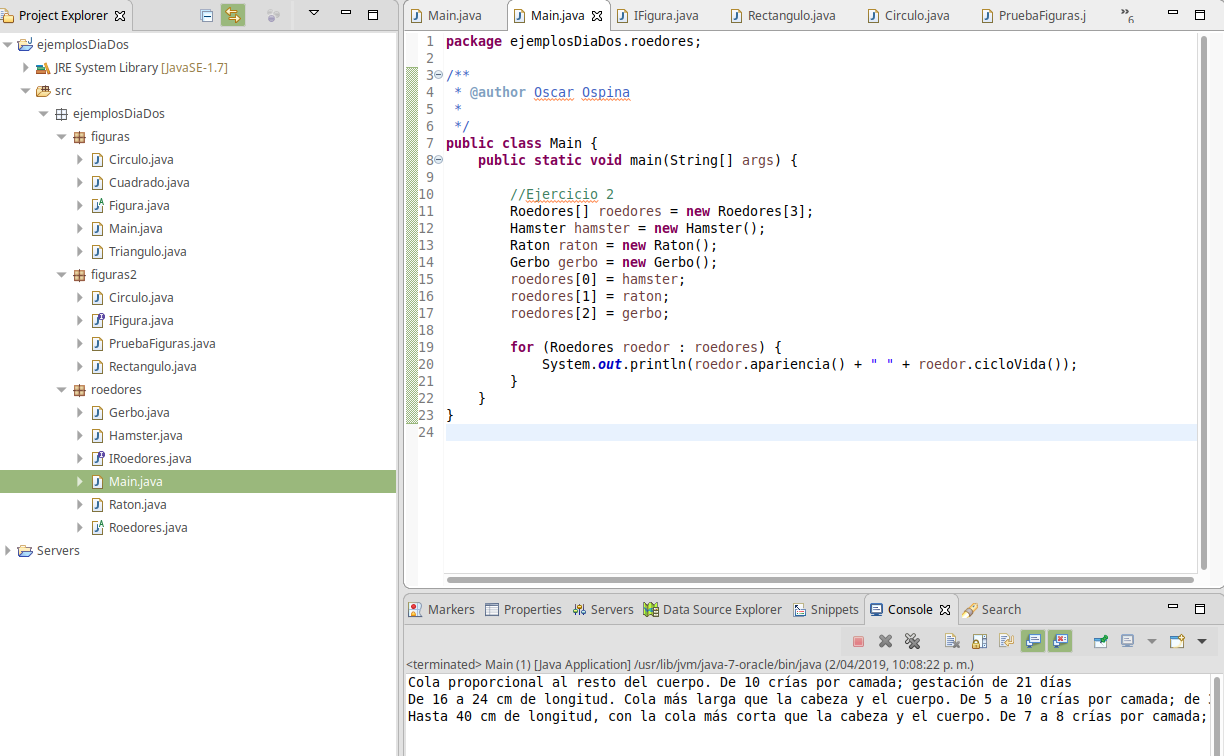 Project Explorer
ejemplosDiaDos
JRE System Library [JavaSE-1.7]
src
ejemplosDiaDos
figuras
Circulo.java
Cuadrado.java
Figura.java
Main.java
Triangulo.java
figuras2
Circulo.java
IFigura.java
PruebaFiguras.java
Rectangulo.java
roedores
Gerbo.java
Hamster.java
IRoedores.java
Main.java
Raton.java
Roedores.java
Servers
Main.java Main.java IFigura.java Rectangulo.java Circulo.java PruebaFiguras.j »6
1 package ejemplosDiaDos.roedores;
2
3 /**
4 * @author Oscar Ospina
5 *
6 */
7 public class Main {
8 public static void main(String[] args) {
9
10 //Ejercicio 2
11 Roedores[] roedores = new Roedores[3];
12 Hamster hamster = new Hamster();
13 Raton raton = new Raton();
14 Gerbo gerbo = new Gerbo();
15 roedores[0] = hamster;
16 roedores[1] = raton;
17 roedores[2] = gerbo;
18
19 for (Roedores roedor : roedores) {
20 System.out.println(roedor.apariencia() + " " + roedor.cicloVida());
21 }
22 }
23 }
24
Markers Properties Servers Data Source Explorer Snippets Console Search
<terminated> Main (1) [Java Application] /usr/lib/jvm/java-7-oracle/bin/java (2/04/2019, 10:08:22 p. m.)
Cola proporcional al resto del cuerpo. De 10 crías por camada; gestación de 21 días
De 16 a 24 cm de longitud. Cola más larga que la cabeza y el cuerpo. De 5 a 10 crías por camada; de
Hasta 40 cm de longitud, con la cola más corta que la cabeza y el cuerpo. De 7 a 8 crías por camada;